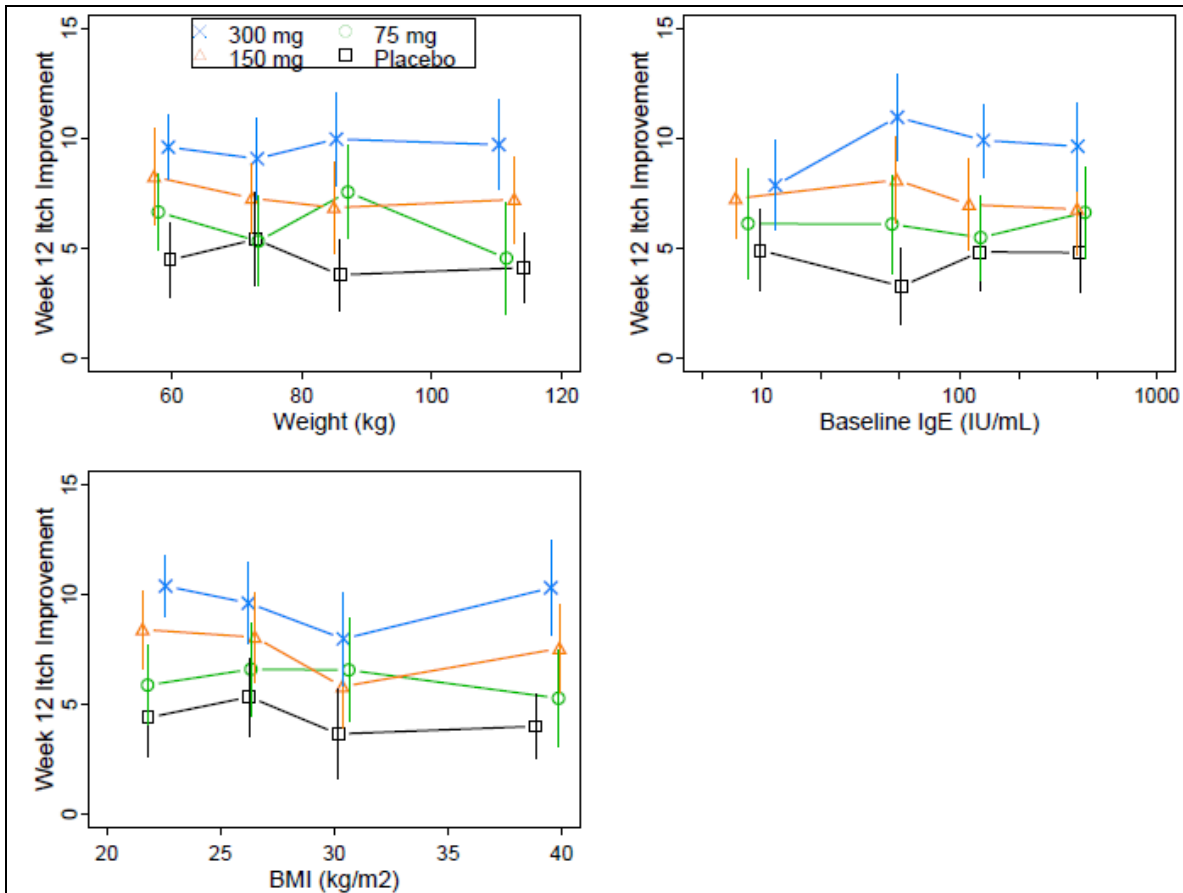 300 mg 75 mg
150 mg Placebo
15
10
5
0
Week 12 Itch Improvement
60 80 100 120
Weight (kg)
15
10
5
0
Week 12 Itch Improvement
10 100 1000
Baseline IgE (IU/mL)
15
10
5
0
Week 12 Itch Improvement
20 25 30 35 40
BMI (kg/m2)